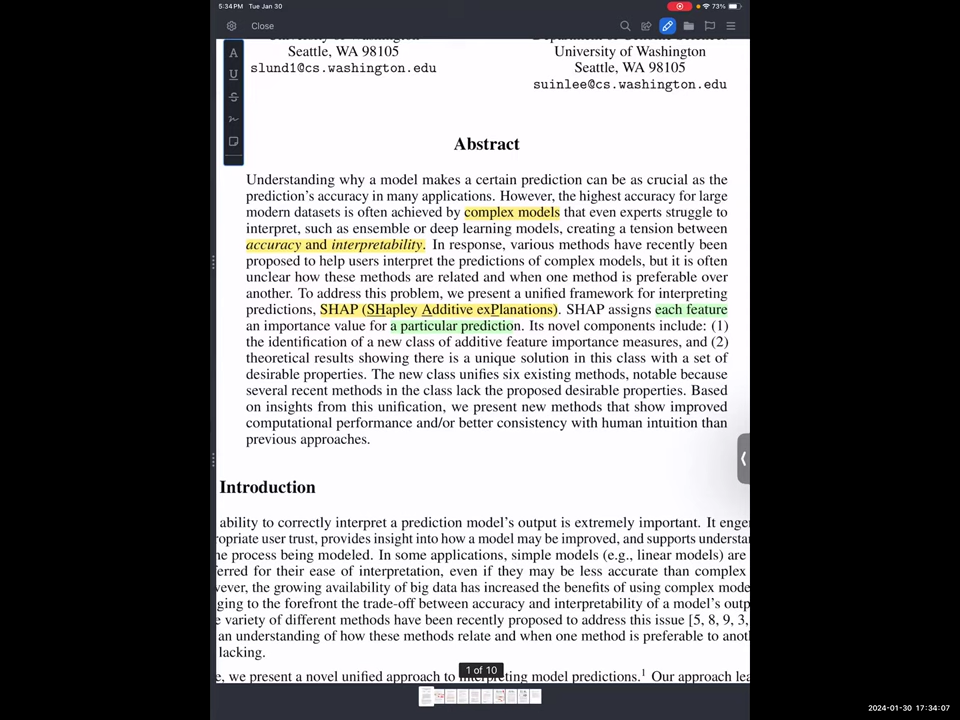 5:34 PM Tue Jan 30
73%
Close
Seattle, WA 98105
slund1@cs.washington.edu
University of Washington
Seattle, WA 98105
suinlee@cs.washington.edu
Abstract
Understanding why a model makes a certain prediction can be as crucial as the
prediction's accuracy in many applications. However, the highest accuracy for large
modern datasets is often achieved by complex models that even experts struggle to
interpret, such as ensemble or deep learning models, creating a tension between
accuracy and interpretability. In response, various methods have recently been
proposed to help users interpret the predictions of complex models, but it is often
unclear how these methods are related and when one method is preferable over
another. To address this problem, we present a unified framework for interpreting
predictions, SHAP (SHapley Additive exPlanations). SHAP assigns each feature
an importance value for a particular prediction. Its novel components include: (1)
the identification of a new class of additive feature importance measures, and (2)
theoretical results showing there is a unique solution in this class with a set of
desirable properties. The new class unifies six existing methods, notable because
several recent methods in the class lack the proposed desirable properties. Based
on insights from this unification, we present new methods that show improved
computational performance and/or better consistency with human intuition than
previous approaches.
Introduction
ability to correctly interpret a prediction model's output is extremely important. It enge
ropriate user trust, provides insight into how a model may be improved, and supports understa
he process being modeled. In some applications, simple models (e.g., linear models) are
ferred for their ease of interpretation, even if they may be less accurate than complex
vever, the growing availability of big data has increased the benefits of using complex mode
ging to the forefront the trade-off between accuracy and interpretability of a model's outp
e variety of different methods have been recently proposed to address this issue [5, 8, 9, 3,
an understanding of how these methods relate and when one method is preferable to anot
lacking.
e, we present a novel unified approach to interpreting model predictions.1 Our approach lea
1 of 10
2024-01-30 17:34:07